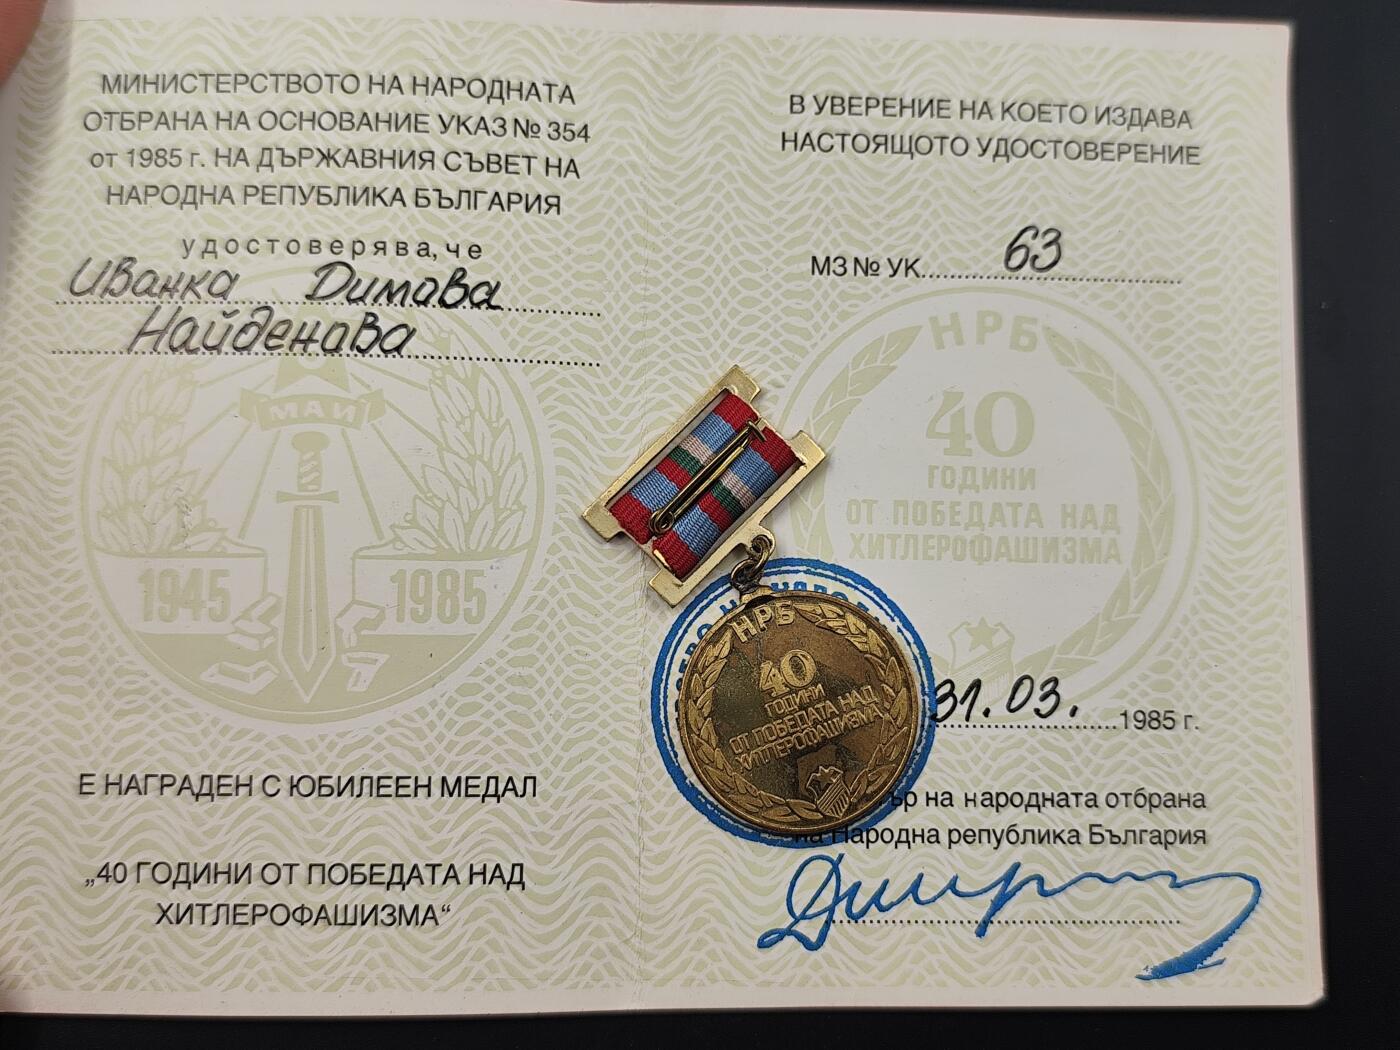 МИНИСТЕРСТВОТО НА НАРОДНАТА
ОТБРАНА НА ОСНОВАНИЕ УКАЗ № 354
от 1985 г. НА ДЪРЖАВНИЯ СЪВЕТ НА
НАРОДНА РЕПУБЛИКА БЪЛГАРИЯ
удостоверява, че
Иванка Димова
Найденова
МАЙ
1945 1985
Е НАГРАДЕН С ЮБИЛЕЕН МЕДАЛ
„40 ГОДИНИ ОТ ПОБЕДАТА НАД
ХИТЛЕРОФАШИЗМА“
В УВЕРЕНИЕ НА КОЕТО ИЗДАВА
НАСТОЯЩОТО УДОСТОВЕРЕНИЕ
МЗ № УК 63
НРБ
40
ГОДИНИ
ОТ ПОБЕДАТА НАД
ХИТЛЕРОФАШИЗМА
НРБ
40
ГОДИНИ
ОТ ПОБЕДАТА НАД
ХИТЛЕРОФАШИЗМА
31.03. 1985 г.
ър на народната отбрана
на Народна република България